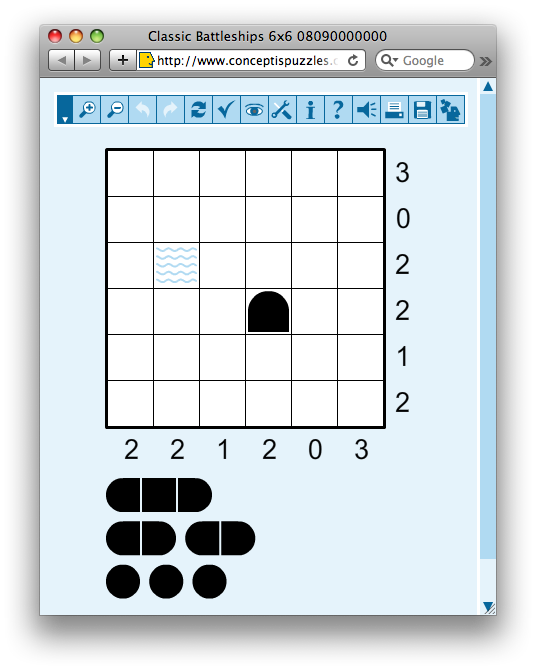 Classic Battleships 6x6 08090000000
http://www.conceptispuzzles.c
Google
»
i ?
3
0
2
2
1
2
2 2 1 2 0 3